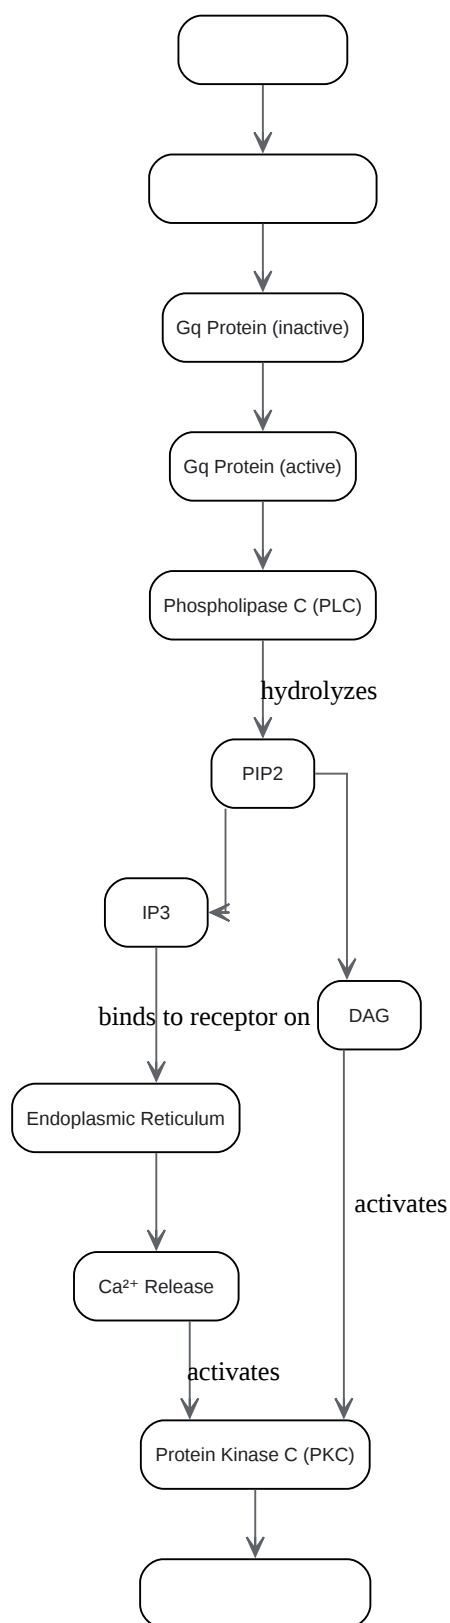 Gq Protein (inactive)
Gq Protein (active)
Phospholipase C (PLC)
hydrolyzes
PIP2
IP3
binds to receptor on
DAG
Endoplasmic Reticulum
activates
Ca²⁺ Release
activates
Protein Kinase C (PKC)